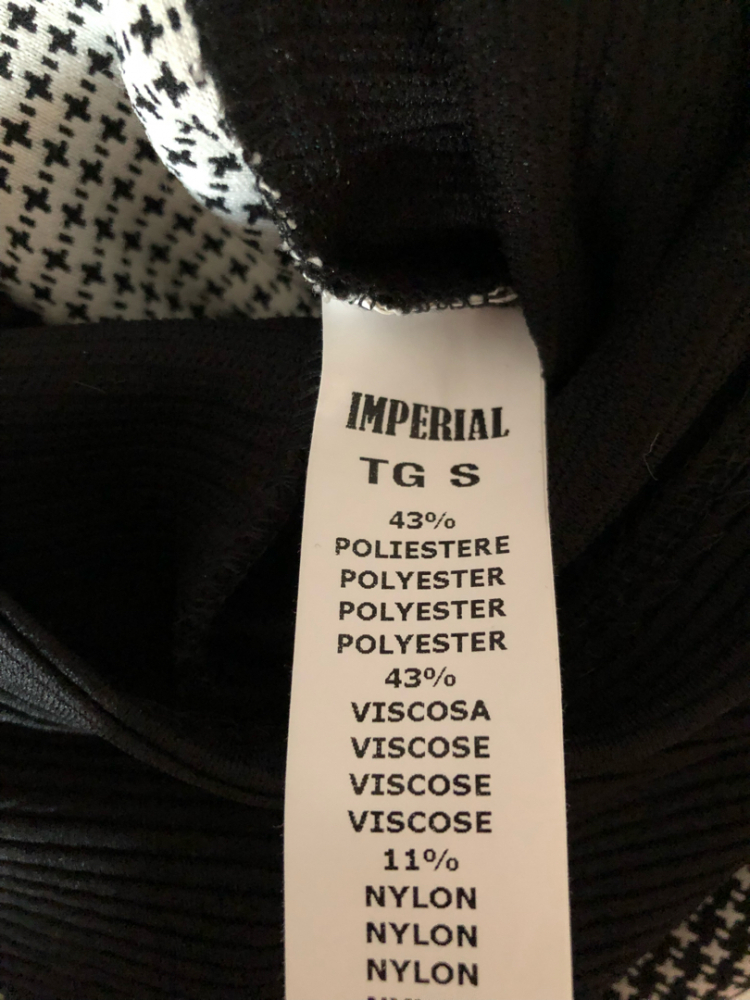 IMPERIAL
TG S
43%
POLIESTERE
POLYESTER
POLYESTER
POLYESTER
43%
VISCOSA
VISCOSE
VISCOSE
VISCOSE
11%
NYLON
NYLON
NYLON